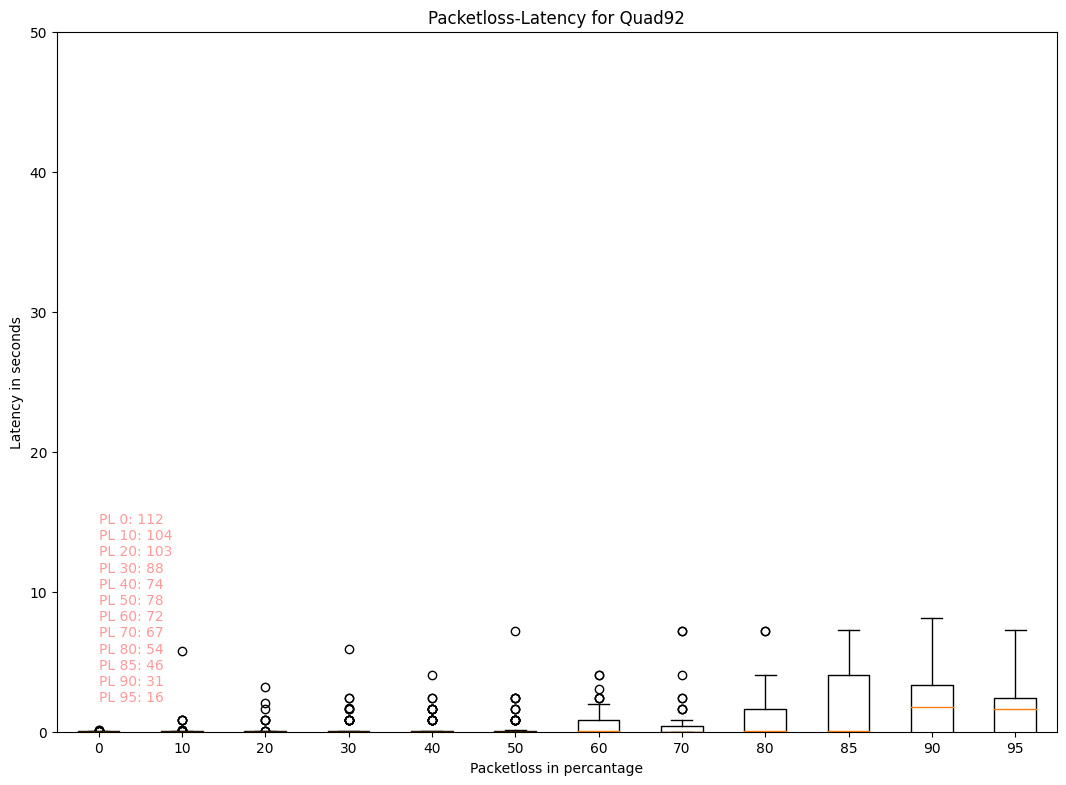 Packetloss-Latency for Quad92
50
40
30
20
10
0
Latency in seconds
PL 0: 112
PL 10: 104
PL 20: 103
PL 30: 88
PL 40: 74
PL 50: 78
PL 60: 72
PL 70: 67
PL 80: 54
PL 85: 46
PL 90: 31
PL 95: 16
0 10 20 30 40 50 60 70 80 85 90 95
Packetloss in percantage